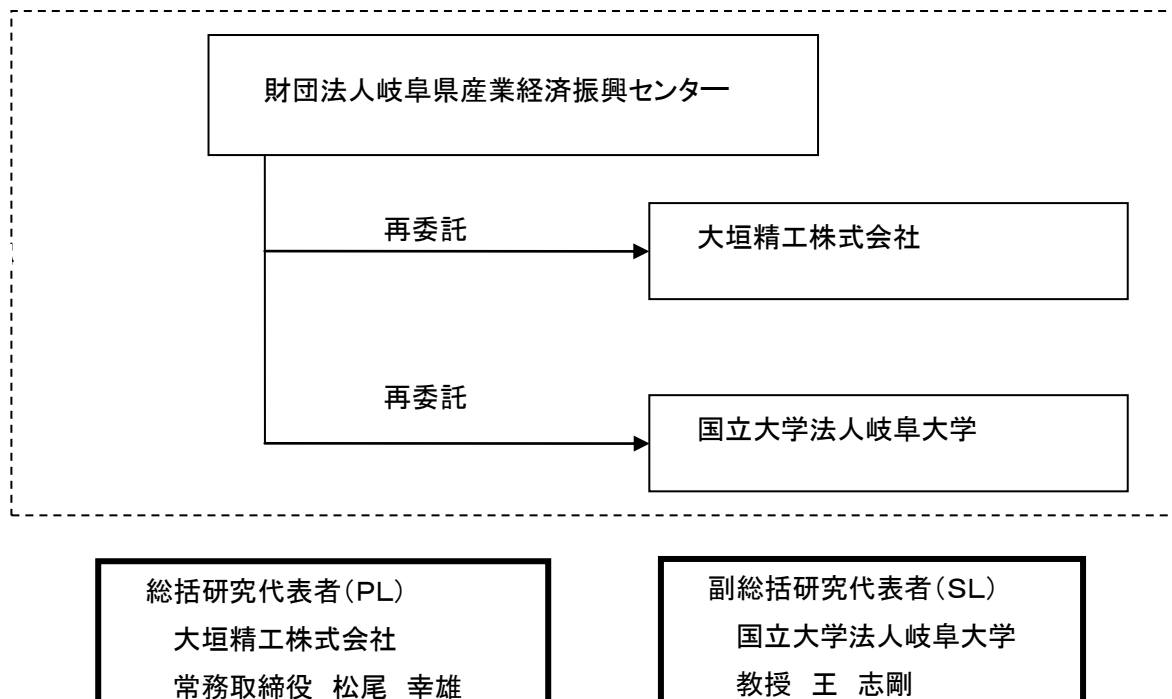 財団法人岐阜県産業経済振興センター
再委託
大垣精工株式会社
再委託
国立大学法人岐阜大学
総括研究代表者（PL）
大垣精工株式会社
常務取締役 松尾 幸雄
副総括研究代表者（SL）
国立大学法人岐阜大学
教授 王 志剛